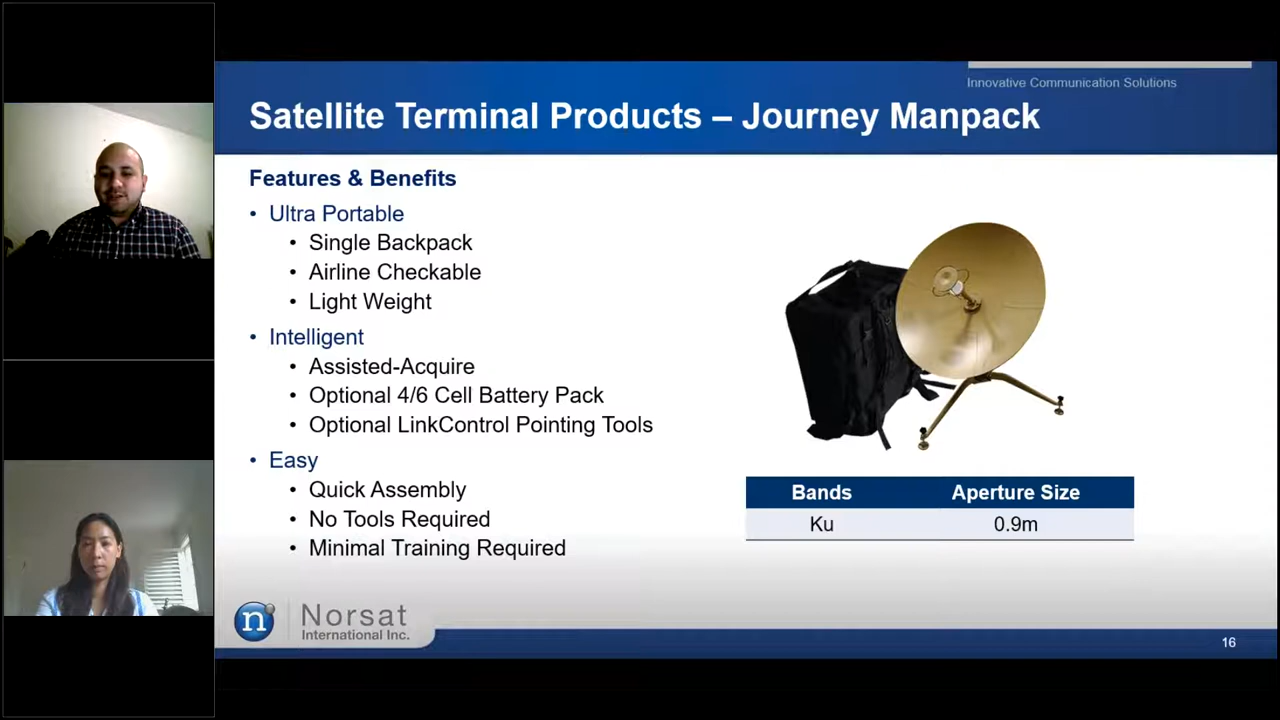 Innovative Communication Solutions
Satellite Terminal Products – Journey Manpack
Features & Benefits
• Ultra Portable
• Single Backpack
• Airline Checkable
• Light Weight
• Intelligent
• Assisted-Acquire
• Optional 4/6 Cell Battery Pack
• Optional LinkControl Pointing Tools
• Easy
• Quick Assembly
• No Tools Required
• Minimal Training Required
Bands Aperture Size
Ku 0.9m
n Norsat
International Inc.
16